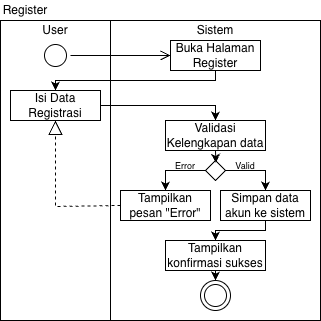 Register
User
Sistem
Buka Halaman
Register
Isi Data
Registrasi
Validasi
Kelengkapan data
Error
Valid
Tampilkan
pesan "Error"
Simpan data
akun ke sistem
Tampilkan
konfirmasi sukses